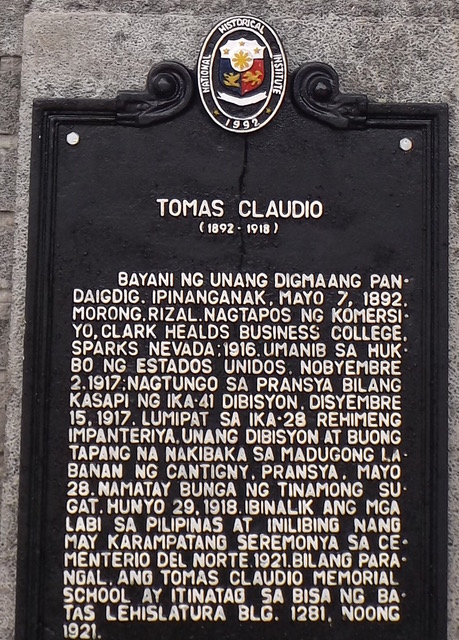 NATIONAL HISTORICAL INSTITUTE
1992
TOMAS CLAUDIO
(1892 - 1918)
BAYANI NG UNANG DIGMAANG PAN-
DAIGDIG. IPINANGANAK, MAYO 7, 1892,
MORONG, RIZAL. NAGTAPOS NG KOMERSI-
YO, CLARK HEALDS BUSINESS COLLEGE,
SPARKS NEVADA; 1916. UMANIB SA HUK-
BO NG ESTADOS UNIDOS, NOBYEMBRE
2, 1917; NAGTUNGO SA PRANSYA BILANG
KASAPI NG IKA-41 DIBISYON, DISYEMBRE
15, 1917. LUMIPAT SA IKA-28 REHIMENG
IMPANTERIYA, UNANG DIBISYON AT BUONG
TAPANG NA NAKIBAKA SA MADUGONG LA-
BANAN NG CANTIGNY, PRANSYA, MAYO
28. NAMATAY BUNGA NG TINAMONG SU-
GAT, HUNYO 29, 1918. IBINALIK ANG MGA
LABI SA PILIPINAS AT INILIBING NANG
MAY KARAMPATANG SEREMONYA SA CE-
MENTERIO DEL NORTE, 1921. BILANG PARA-
NGAL, ANG TOMAS CLAUDIO MEMORIAL
SCHOOL AY ITINATAG SA BISA NG BA-
TAS LEHISLATURA BLG. 1281, NOONG
1921.